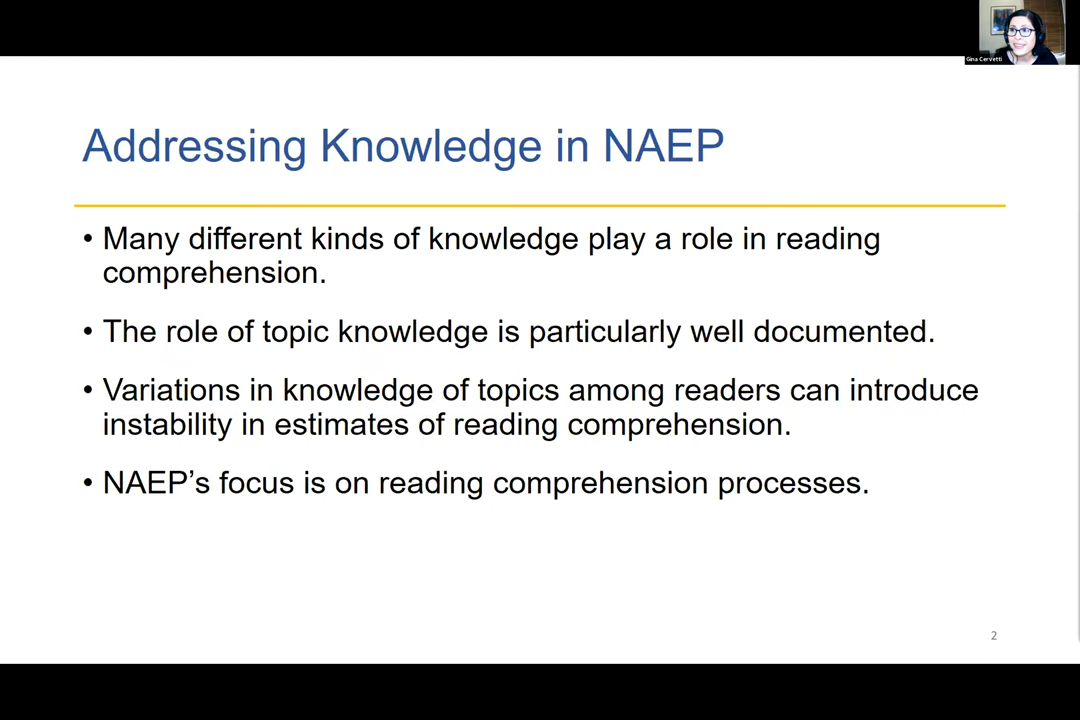 Gina Cervetti
Addressing Knowledge in NAEP
• Many different kinds of knowledge play a role in reading
comprehension.
• The role of topic knowledge is particularly well documented.
• Variations in knowledge of topics among readers can introduce
instability in estimates of reading comprehension.
• NAEP’s focus is on reading comprehension processes.
2